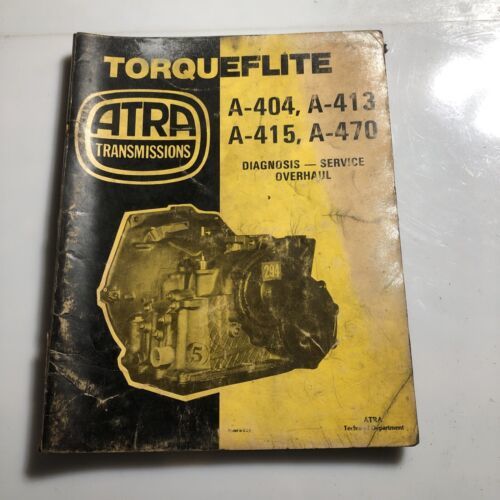 TORQUEFLITE
ATRA
TRANSMISSIONS
A-404, A-413
A-415, A-470
DIAGNOSIS — SERVICE
OVERHAUL
294
5
ATRA
Technical Department